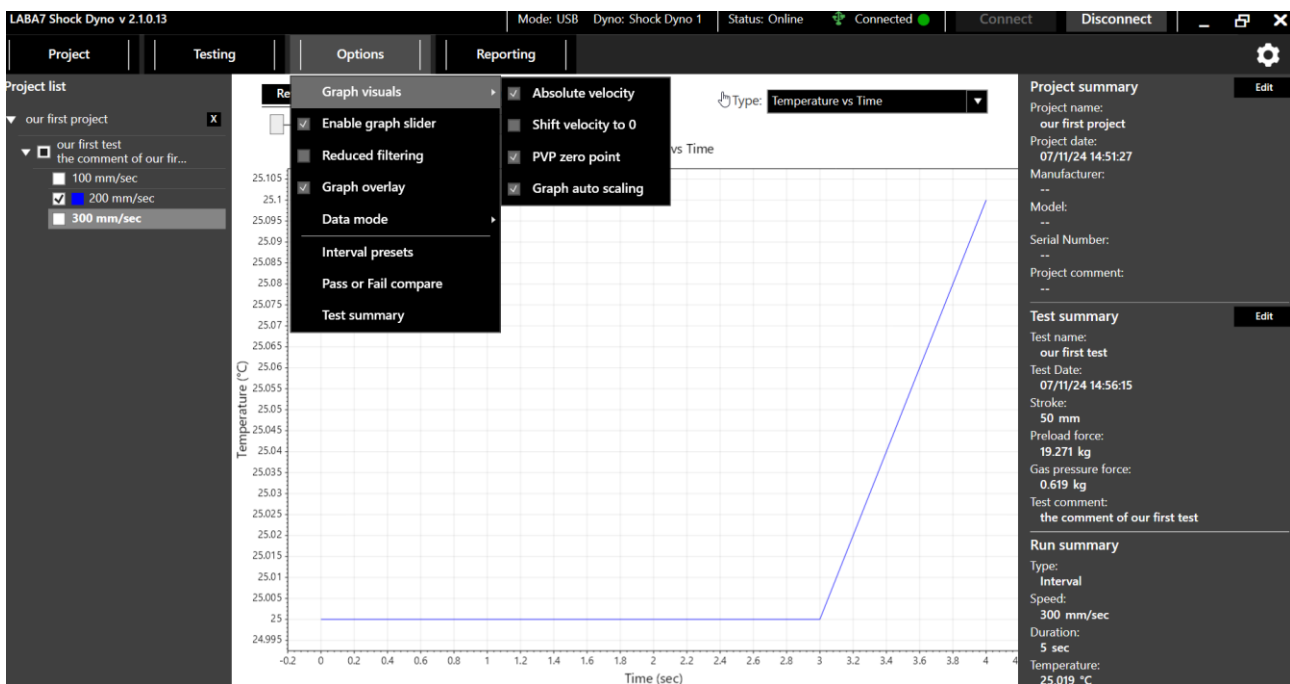 LABA7 Shock Dyno v 2.1.0.13
Mode: USB Dyno: Shock Dyno 1
Status: Online
Connected
Connect
Disconnect
X
Project
Testing
Options
Reporting
Project list
our first project
X
our first test
the comment of our fir...
100 mm/sec
200 mm/sec
300 mm/sec
Re
Graph visuals
Enable graph slider
Reduced filtering
Graph overlay
Data mode
Interval presets
Pass or Fail compare
Test summary
Absolute velocity
Shift velocity to 0
PVP zero point
Graph auto scaling
Type: Temperature vs Time
vs Time
Temperature (°C)
25.105
25.1
25.095
25.09
25.085
25.08
25.075
25.07
25.065
25.06
25.055
25.05
25.045
25.04
25.035
25.03
25.025
25.02
25.015
25.01
25.005
25
24.995
-0.2 0 0.2 0.4 0.6 0.8 1 1.2 1.4 1.6 1.8 2 2.2 2.4 2.6 2.8 3 3.2 3.4 3.6 3.8 4 4
Time (sec)
Project summary
Edit
Project name:
our first project
Project date:
07/11/24 14:51:27
Manufacturer:
--
Model:
--
Serial Number:
--
Project comment:
--
Test summary
Edit
Test name:
our first test
Test Date:
07/11/24 14:56:15
Stroke:
50 mm
Preload force:
19.271 kg
Gas pressure force:
0.619 kg
Test comment:
the comment of our first test
Run summary
Type:
Interval
Speed:
300 mm/sec
Duration:
5 sec
Temperature:
25.019 °C